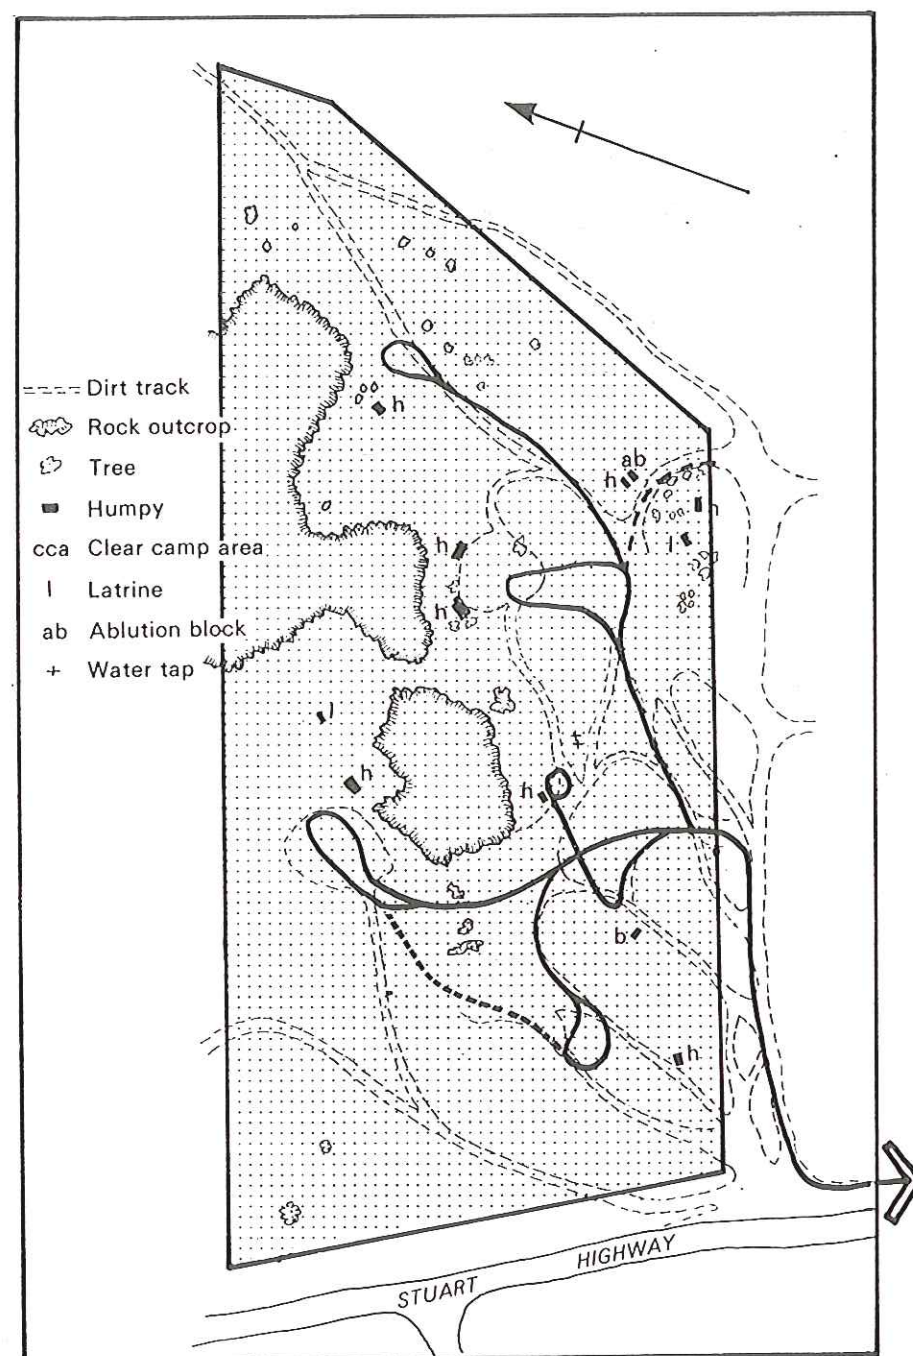 Dirt track
Rock outcrop
Tree
Humpy
cca Clear camp area
l Latrine
ab Ablution block
+ Water tap
h
ab
h
h
l
h
h
l
h
h
b
h
STUART HIGHWAY